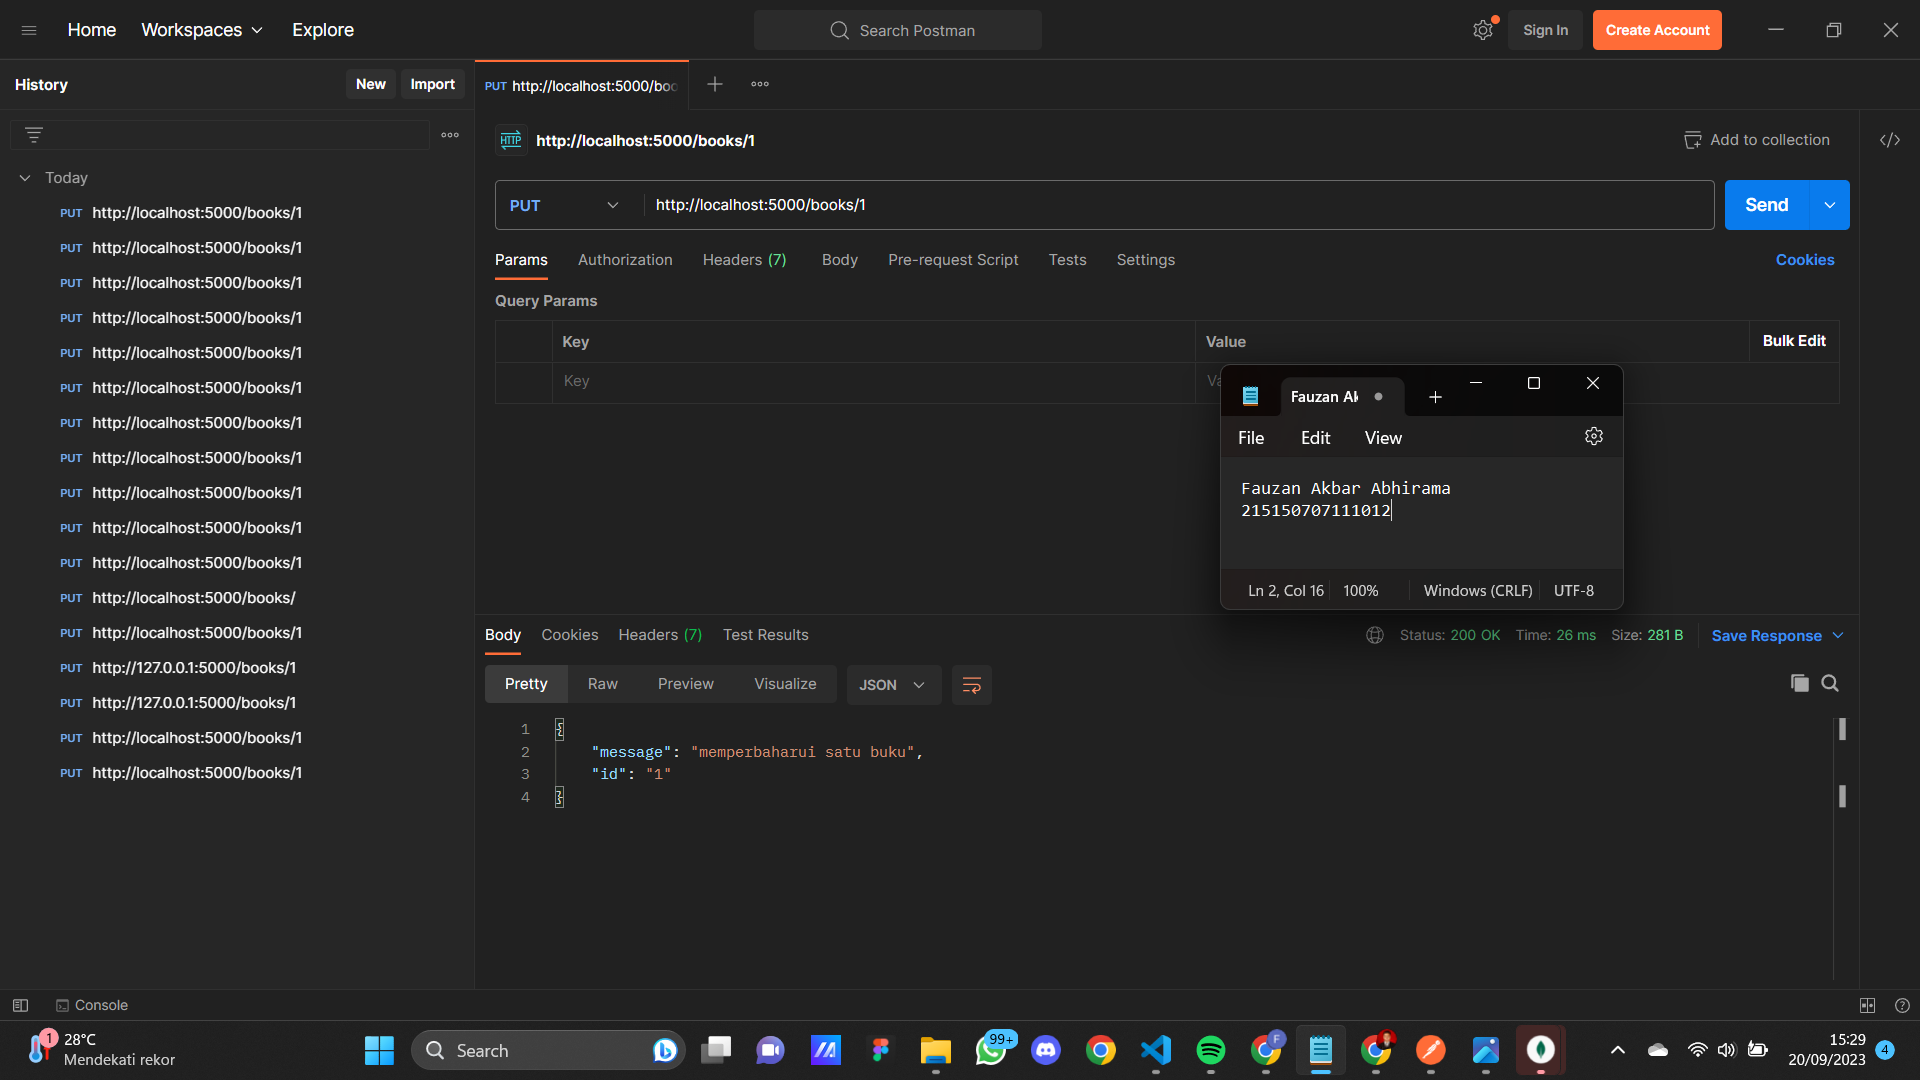 Home
Workspaces
Explore
Search Postman
Sign In
Create Account
History
New
Import
PUT http://localhost:5000/boo
http://localhost:5000/books/1
Add to collection
Today
PUT http://localhost:5000/books/1
PUT http://localhost:5000/books/1
PUT http://localhost:5000/books/1
PUT http://localhost:5000/books/1
PUT http://localhost:5000/books/1
PUT http://localhost:5000/books/1
PUT http://localhost:5000/books/1
PUT http://localhost:5000/books/1
PUT http://localhost:5000/books/1
PUT http://localhost:5000/books/1
PUT http://localhost:5000/books/1
PUT http://localhost:5000/books/
PUT http://localhost:5000/books/1
PUT http://127.0.0.1:5000/books/1
PUT http://127.0.0.1:5000/books/1
PUT http://localhost:5000/books/1
PUT http://localhost:5000/books/1
PUT
http://localhost:5000/books/1
Send
Params
Authorization
Headers (7)
Body
Pre-request Script
Tests
Settings
Cookies
Query Params
Key
Value
Bulk Edit
Key
Va
Fauzan Ak
File
Edit
View
Fauzan Akbar Abhirama
215150707111012
Ln 2, Col 16
100%
Windows (CRLF)
UTF-8
Body
Cookies
Headers (7)
Test Results
Status: 200 OK
Time: 26 ms
Size: 281 B
Save Response
Pretty
Raw
Preview
Visualize
JSON
1 {
2 "message": "memperbaharui satu buku",
3 "id": "1"
4 }
Console
1
28°C
Mendekati rekor
Search
99+
F
15:29
20/09/2023
4